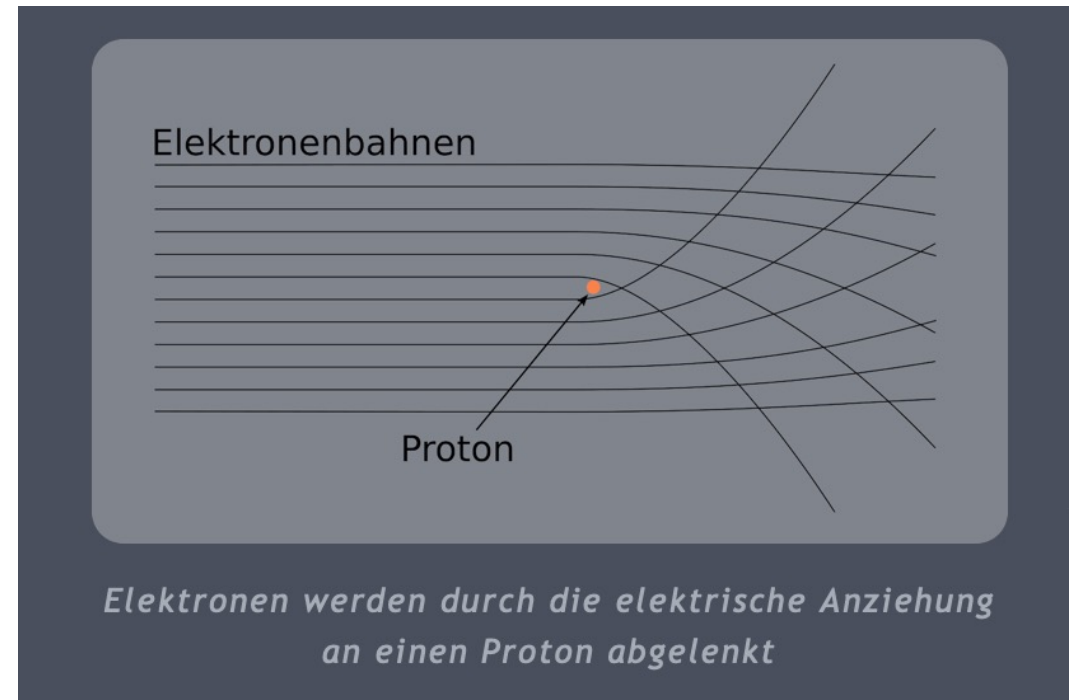 Elektronenbahnen
Proton
Elektronen werden durch die elektrische Anziehung
an einen Proton abgelenkt